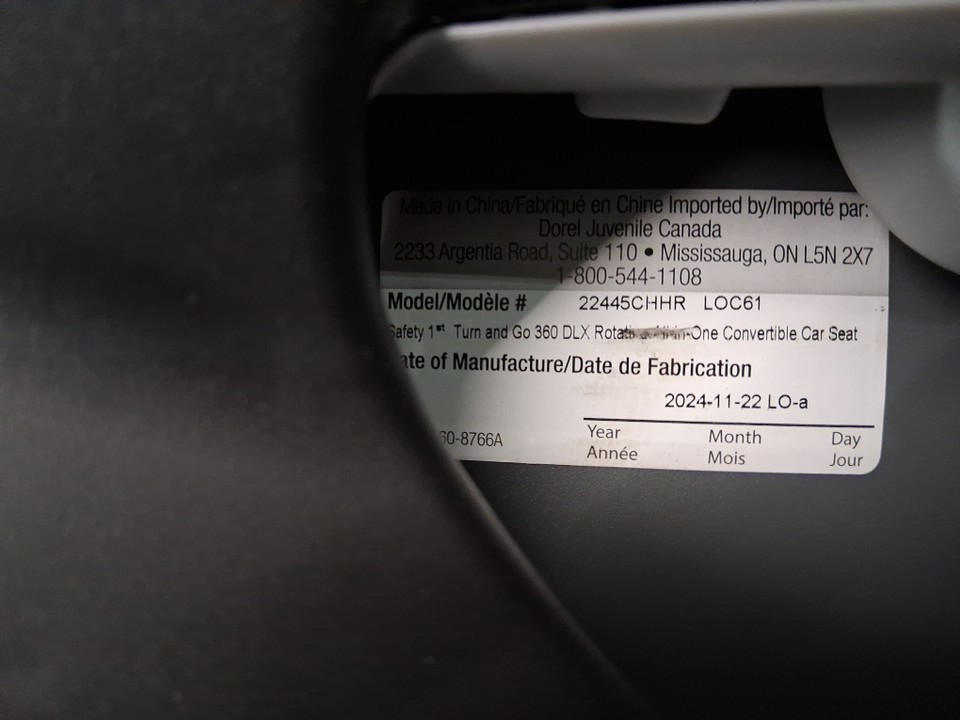 Made in China/Fabriqué en Chine Imported by/Importé par:
Dorel Juvenile Canada
2233 Argentia Road, Suite 110 • Mississauga, ON L5N 2X7
1-800-544-1108
Model/Modèle # 22445CHHR LOC61
Safety 1st Turn and Go 360 DLX One Convertible Car Seat
of Manufacture/Date de Fabrication
2024-11-22 LO-a
60-8766A
Year Month Day
Année Mois Jour